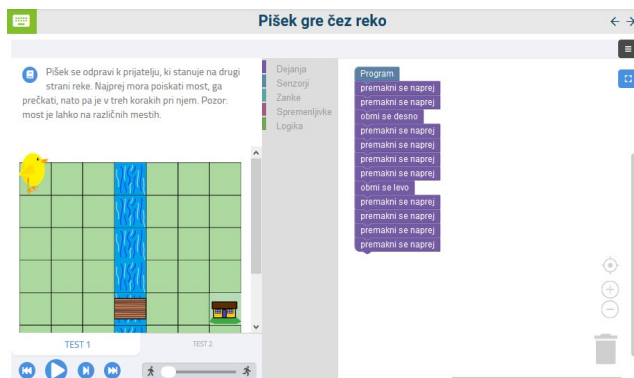 Pišek gre čez reko
Pišek se odpravi k prijatelju, ki stanuje na drugi
strani reke. Najprej mora poiskati most, ga
prečkati, nato pa je v treh korakih pri njem. Pozor:
most je lahko na različnih mestih.
Dejanja
Senzorji
Zanke
Spremenljivke
Logika
Program
premakni se naprej
premakni se naprej
obrni se desno
premakni se naprej
premakni se naprej
premakni se naprej
premakni se naprej
obrni se levo
premakni se naprej
premakni se naprej
premakni se naprej
premakni se naprej
TEST 1
TEST 2